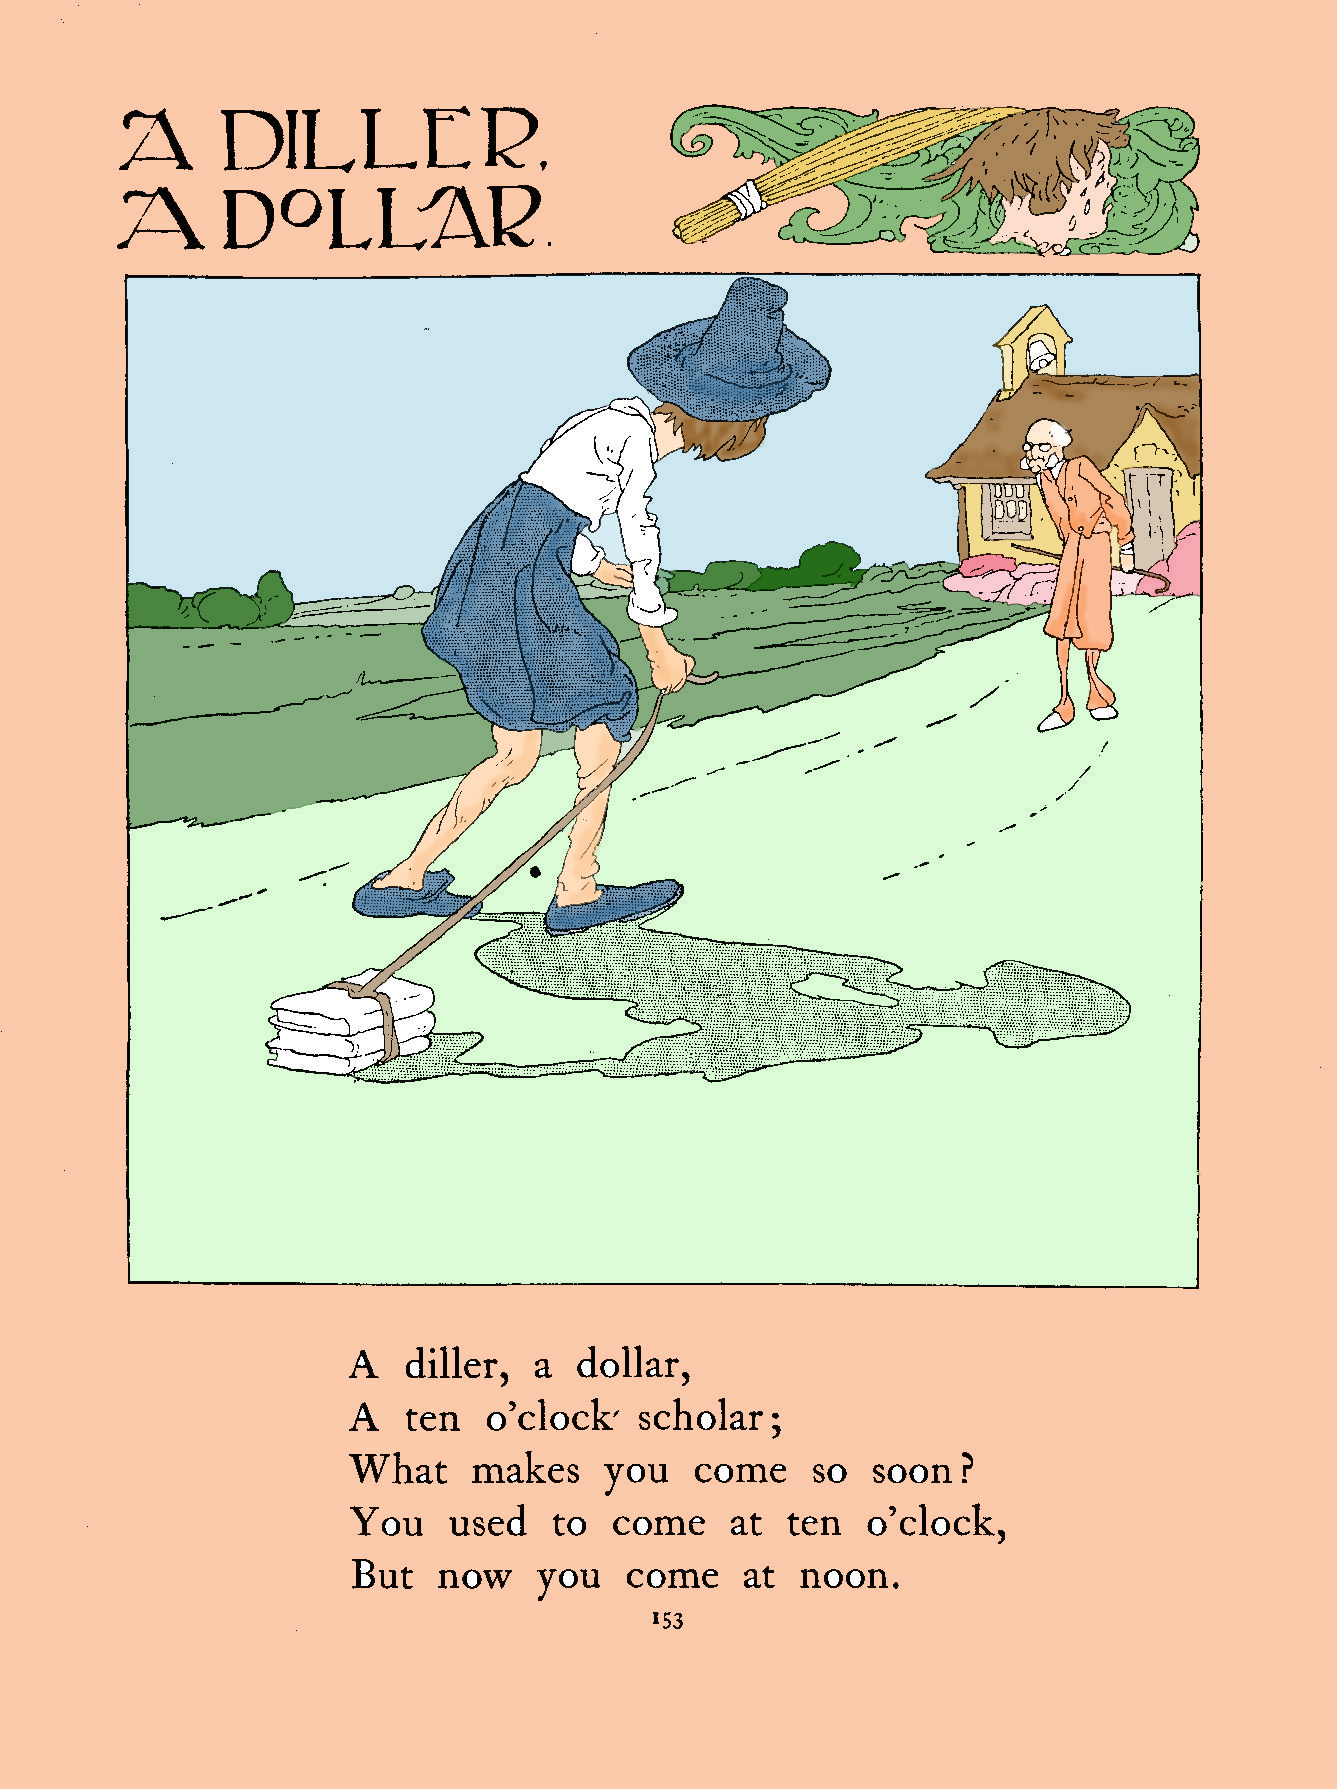 A DILLER,
A DOLLAR.
A diller, a dollar,
A ten o'clock scholar;
What makes you come so soon?
You used to come at ten o'clock,
But now you come at noon.
153